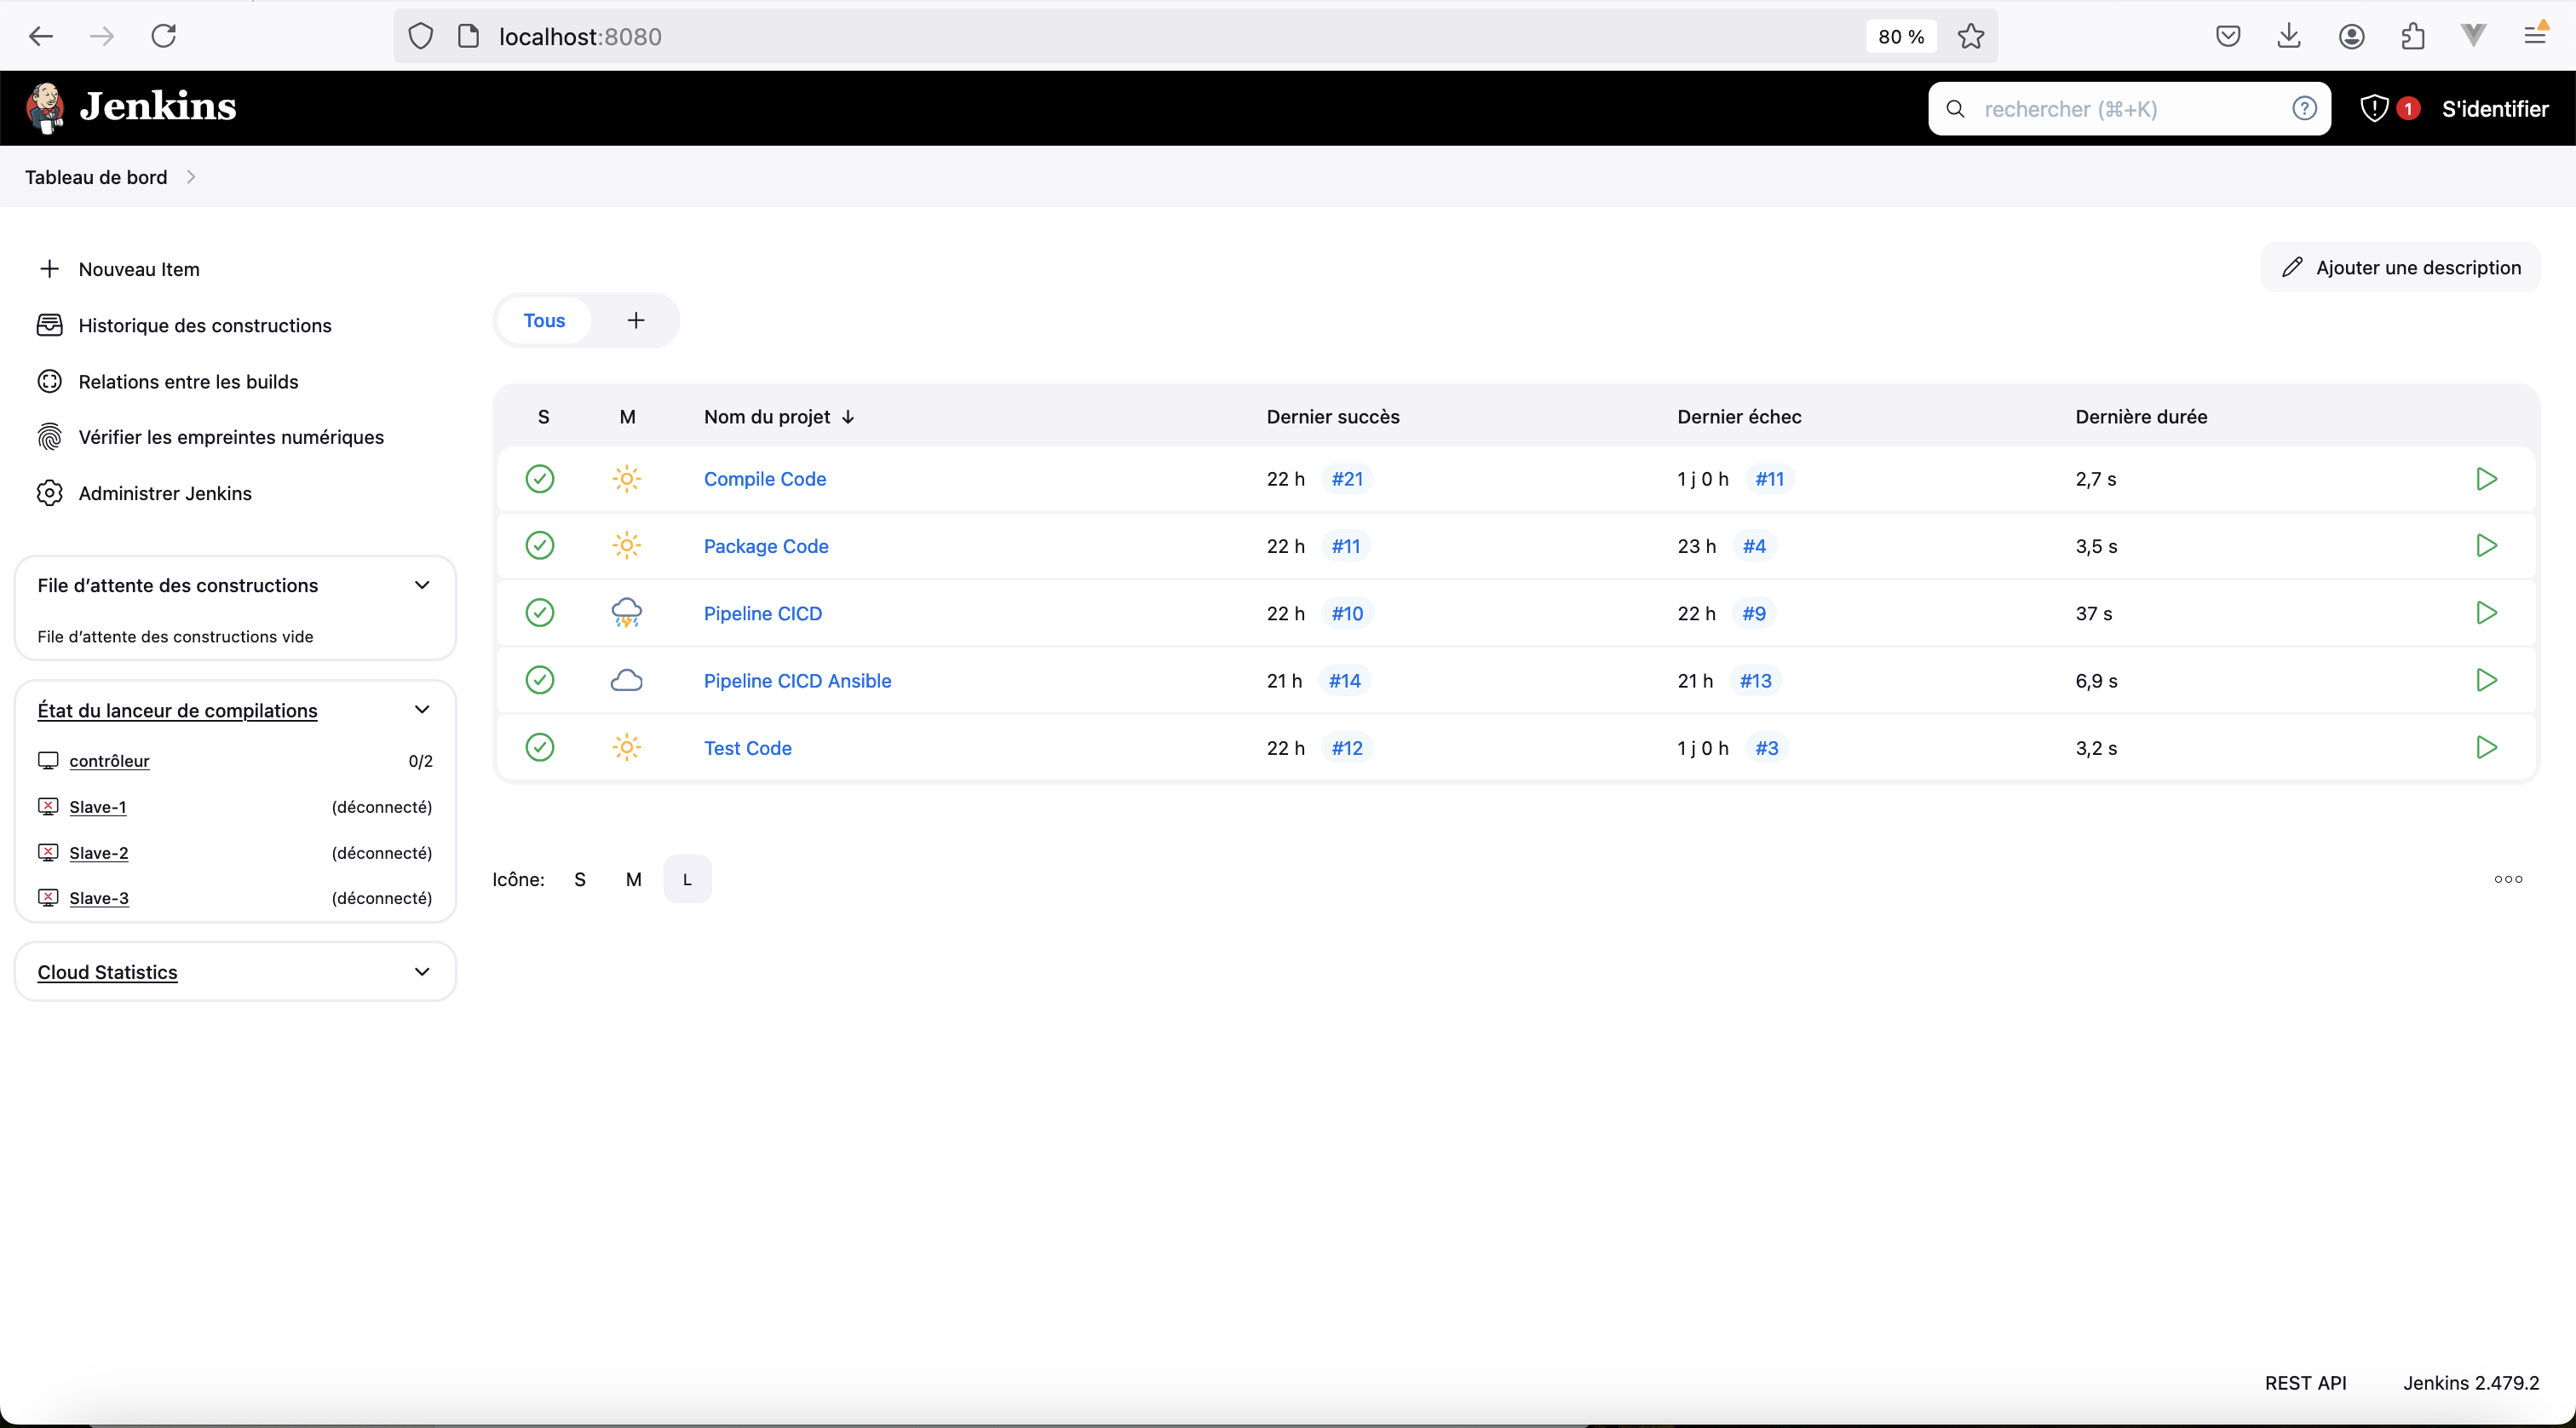 localhost:8080
80 %
Jenkins
rechercher (⌘+K)
?
1
S'identifier
Tableau de bord
Nouveau Item
Historique des constructions
Relations entre les builds
Vérifier les empreintes numériques
Administrer Jenkins
File d’attente des constructions
File d’attente des constructions vide
État du lanceur de compilations
contrôleur 0/2
Slave-1 (déconnecté)
Slave-2 (déconnecté)
Slave-3 (déconnecté)
Cloud Statistics
Ajouter une description
Tous +
S M Nom du projet ↓ Dernier succès Dernier échec Dernière durée
Compile Code 22 h #21 1 j 0 h #11 2,7 s
Package Code 22 h #11 23 h #4 3,5 s
Pipeline CICD 22 h #10 22 h #9 37 s
Pipeline CICD Ansible 21 h #14 21 h #13 6,9 s
Test Code 22 h #12 1 j 0 h #3 3,2 s
Icône: S M L
REST API Jenkins 2.479.2